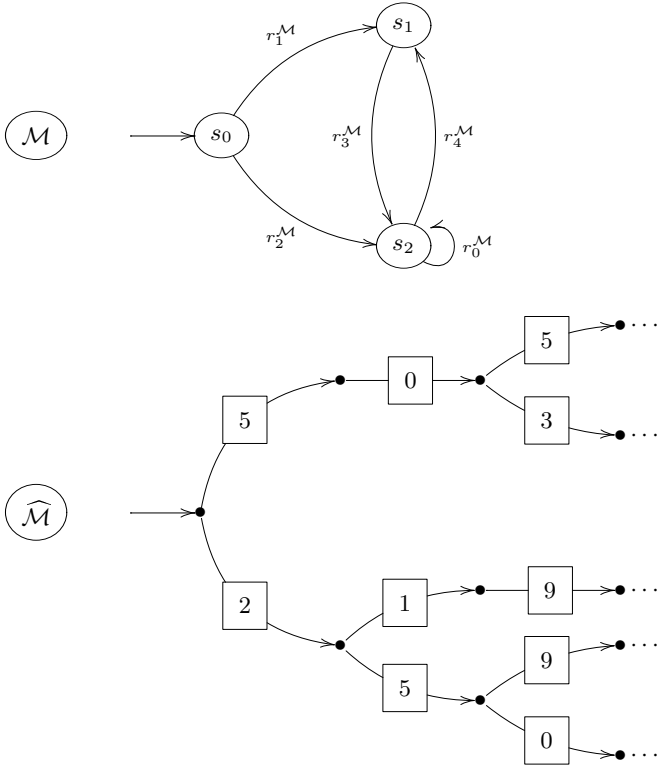 s₁
r₁^ℳ
ℳ
s₀
r₃^ℳ
r₄^ℳ
r₂^ℳ
s₂
r₀^ℳ
5 ⋯
0
5
3 ⋯
ℳ̂
2
1
9 ⋯
9 ⋯
5
0 ⋯